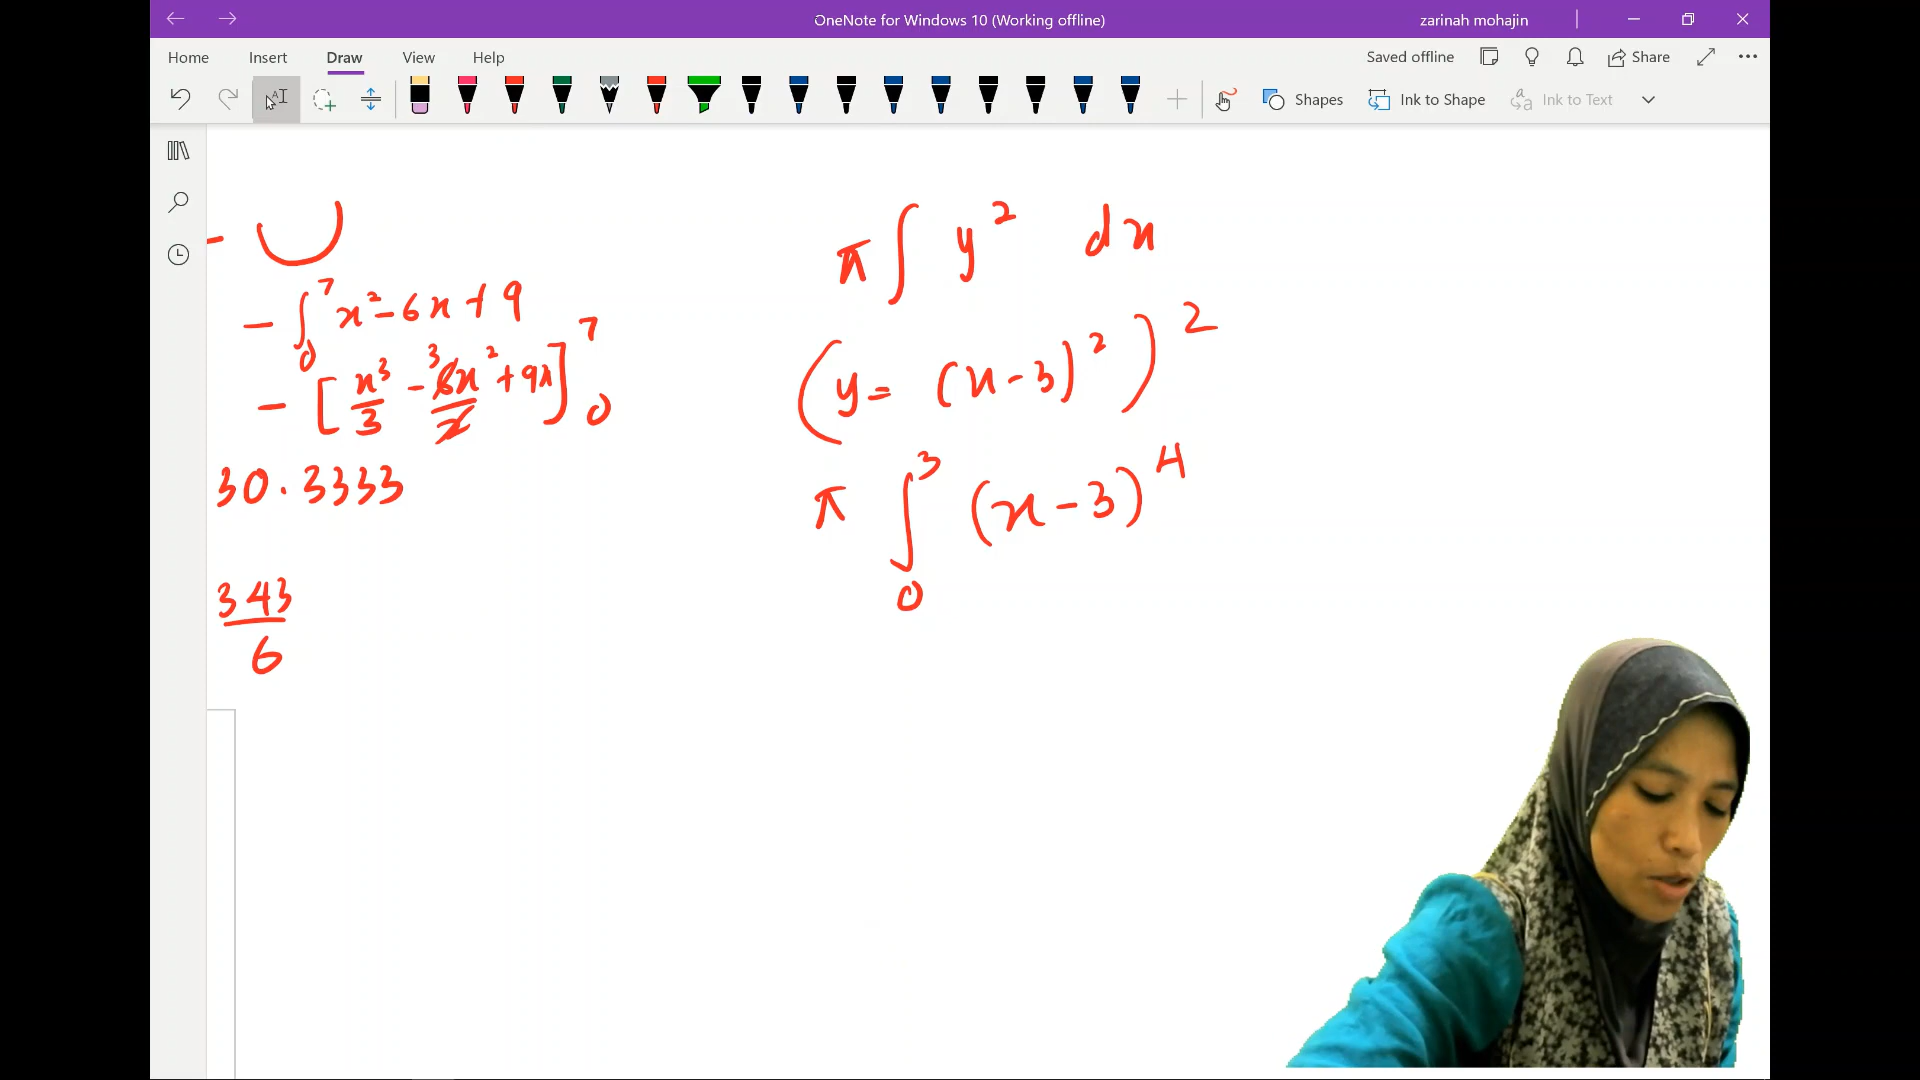 OneNote for Windows 10 (Working offline)
zarinah mohajin
Home Insert Draw View Help
Saved offline Share
Shapes Ink to Shape Ink to Text
- ∫₀⁷ x² - 6x + 9
- [x³/3 - ³6x²/2 + 9x]⁷₀
30.3333
343/6
π∫ y² dx
(y = (x-3)²)²
π ∫₀³ (x-3)⁴